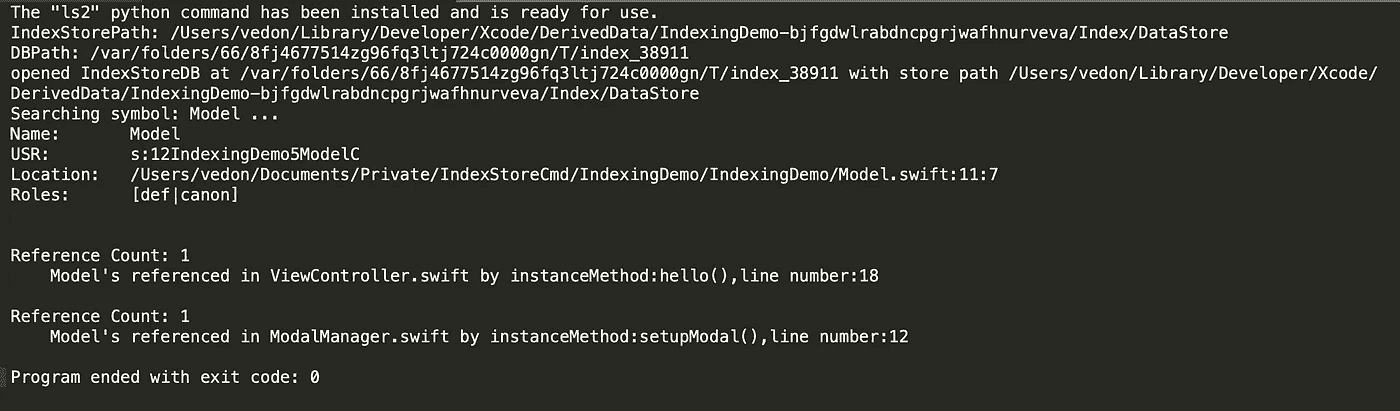 The "ls2" python command has been installed and is ready for use.
IndexStorePath: /Users/vedon/Library/Developer/Xcode/DerivedData/IndexingDemo-bjfgdwlrabdncpgrjwafhnurveva/Index/DataStore
DBPath: /var/folders/66/8fj4677514zg96fq3ltj724c0000gn/T/index_38911
opened IndexStoreDB at /var/folders/66/8fj4677514zg96fq3ltj724c0000gn/T/index_38911 with store path /Users/vedon/Library/Developer/Xcode/
DerivedData/IndexingDemo-bjfgdwlrabdncpgrjwafhnurveva/Index/DataStore
Searching symbol: Model ...
Name:       Model
USR:        s:12IndexingDemo5ModelC
Location:   /Users/vedon/Documents/Private/IndexStoreCmd/IndexingDemo/IndexingDemo/Model.swift:11:7
Roles:      [def|canon]
Reference Count: 1
    Model's referenced in ViewController.swift by instanceMethod:hello(),line number:18
Reference Count: 1
    Model's referenced in ModalManager.swift by instanceMethod:setupModal(),line number:12
Program ended with exit code: 0